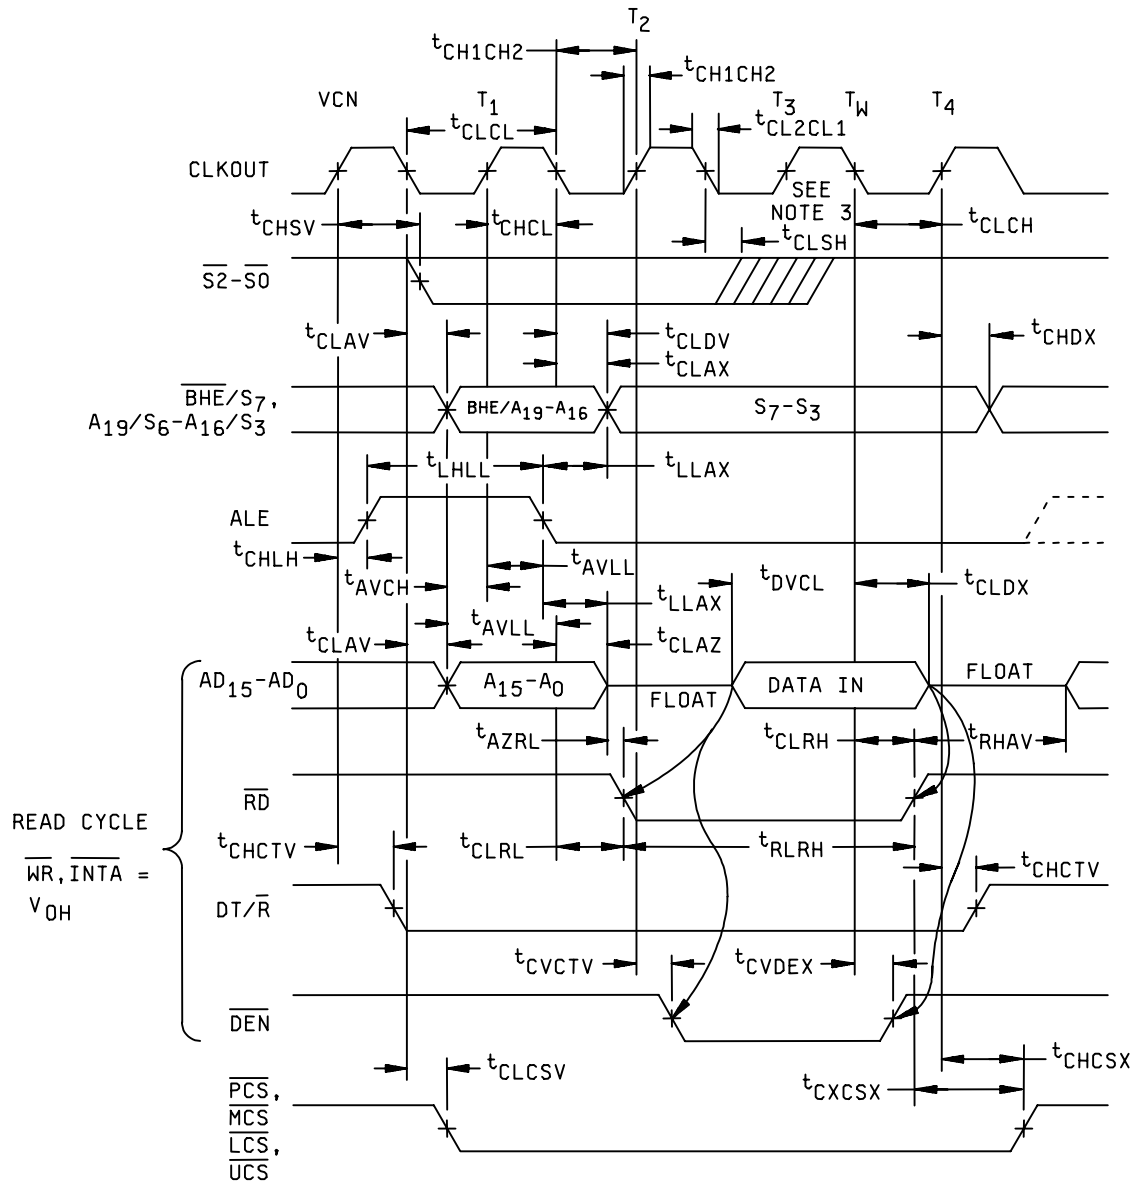 T2
tCH1CH2
tCH1CH2
VCN T1 T3 TW T4
tCLCL tCL2CL1
CLKOUT
SEE
NOTE 3
tCHSV tCHCL tCLCH
tCLSH
S2-S0
tCLAV tCLDV tCHDX
tCLAX
BHE/S7,
A19/S6-A16/S3
BHE/A19-A16 S7-S3
tLHLL tLLAX
ALE
tCHLH
tAVLL
tAVCH tDVCL tCLDX
tLLAX
tAVLL
tCLAV tCLAZ
AD15-AD0 A15-A0 FLOAT DATA IN FLOAT
tAZRL tCLRH tRHAV
RD
READ CYCLE
WR, INTA =
VOH
tCHCTV tCLRL tRLRH
tCHCTV
DT/R
tCVCTV tCVDEX
DEN
tCLCSV tCHCSX
tCXCSX
PCS,
MCS
LCS,
UCS